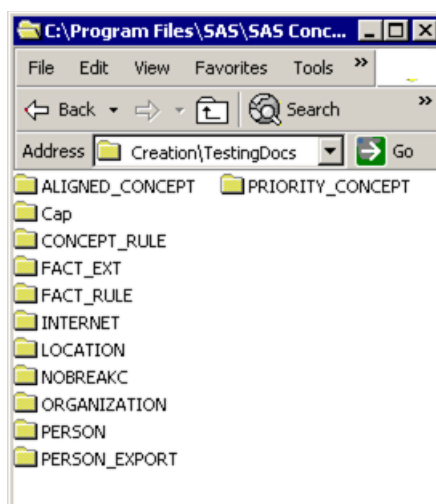 C:\Program Files\SAS\SAS Conc...
File Edit View Favorites Tools »
Back Search »
Address Creation\TestingDocs Go
ALIGNED_CONCEPT PRIORITY_CONCEPT
Cap
CONCEPT_RULE
FACT_EXT
FACT_RULE
INTERNET
LOCATION
NOBREAKC
ORGANIZATION
PERSON
PERSON_EXPORT